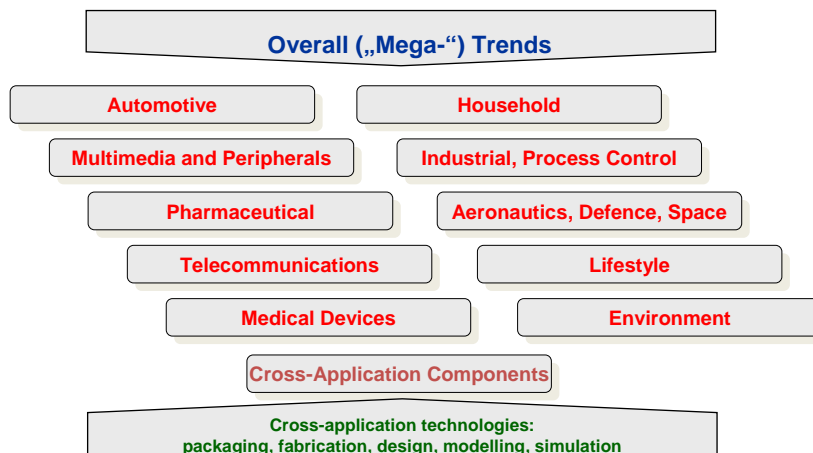 Overall („Mega-“) Trends
Automotive
Household
Multimedia and Peripherals
Industrial, Process Control
Pharmaceutical
Aeronautics, Defence, Space
Telecommunications
Lifestyle
Medical Devices
Environment
Cross-Application Components
Cross-application technologies:
packaging, fabrication, design, modelling, simulation